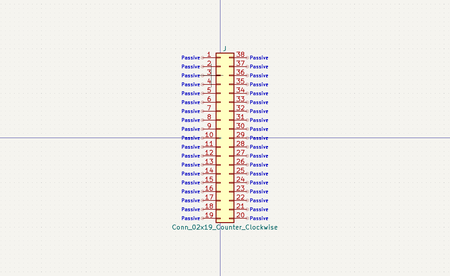 J
Passive 1 38 Passive
Passive 2 37 Passive
Passive 3 36 Passive
Passive 4 35 Passive
Passive 5 34 Passive
Passive 6 33 Passive
Passive 7 32 Passive
Passive 8 31 Passive
Passive 9 30 Passive
Passive 10 29 Passive
Passive 11 28 Passive
Passive 12 27 Passive
Passive 13 26 Passive
Passive 14 25 Passive
Passive 15 24 Passive
Passive 16 23 Passive
Passive 17 22 Passive
Passive 18 21 Passive
Passive 19 20 Passive
Conn_02x19_Counter_Clockwise